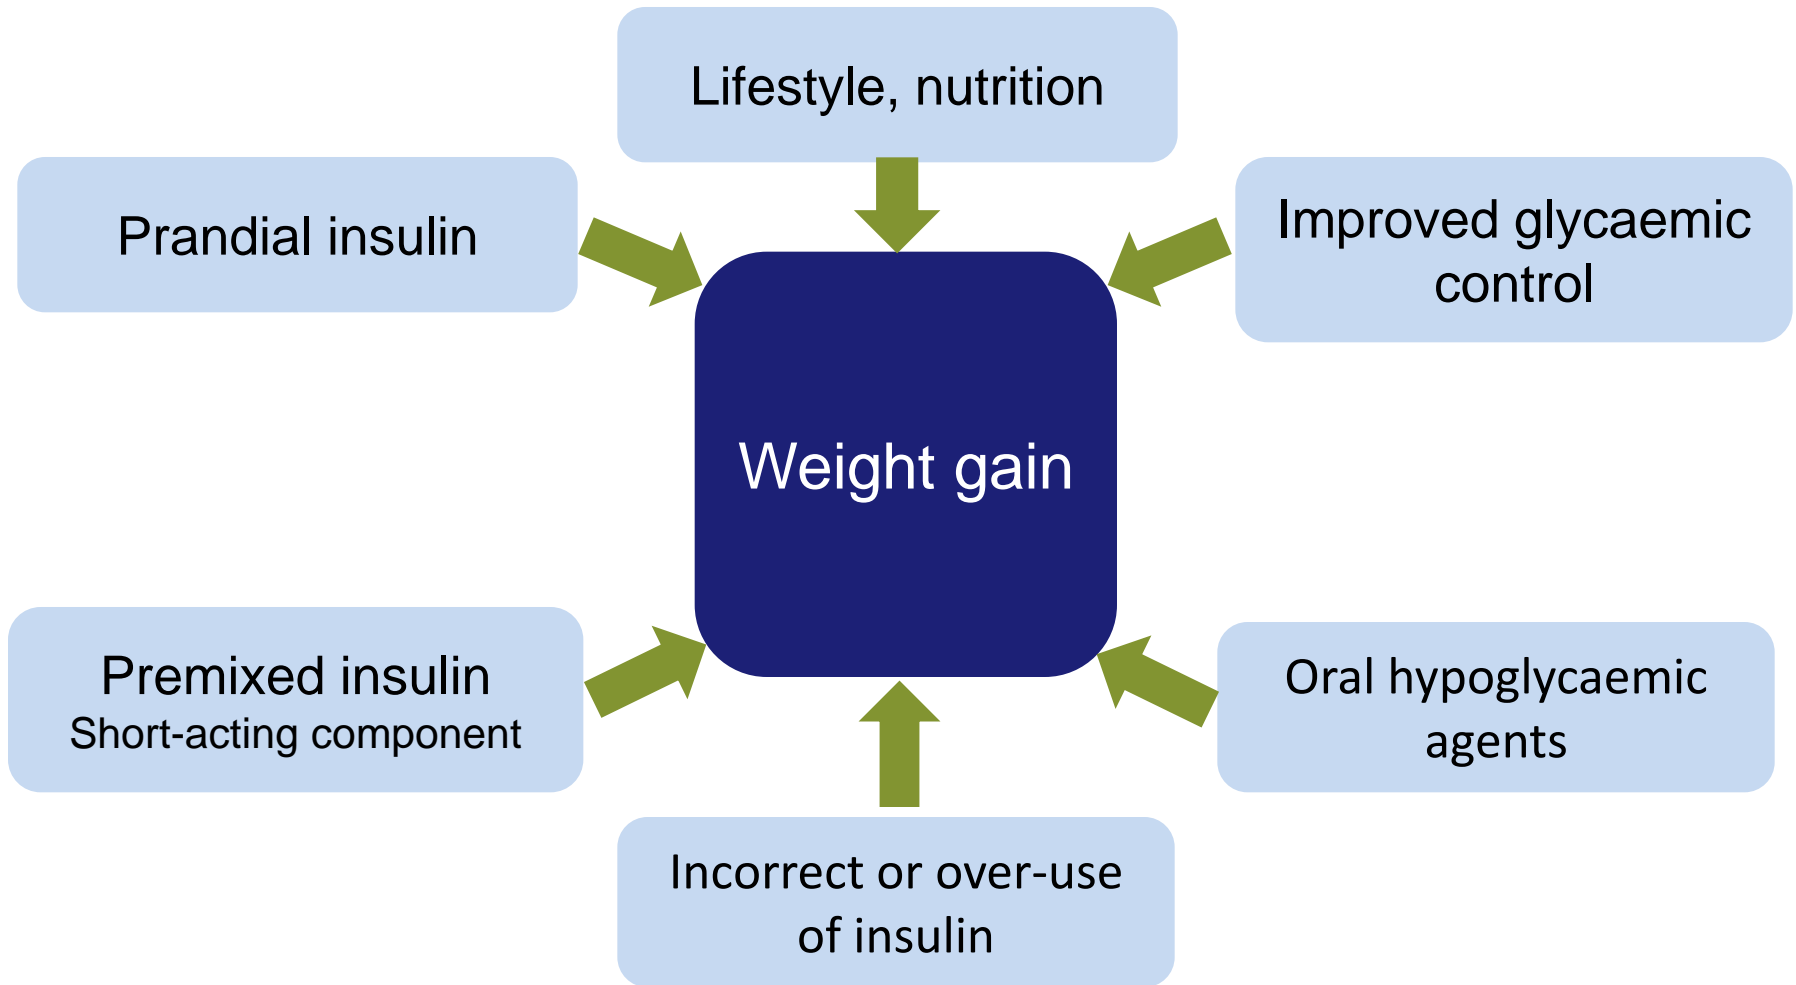 Lifestyle, nutrition
Prandial insulin
Improved glycaemic
control
Weight gain
Premixed insulin
Short-acting component
Oral hypoglycaemic
agents
Incorrect or over-use
of insulin